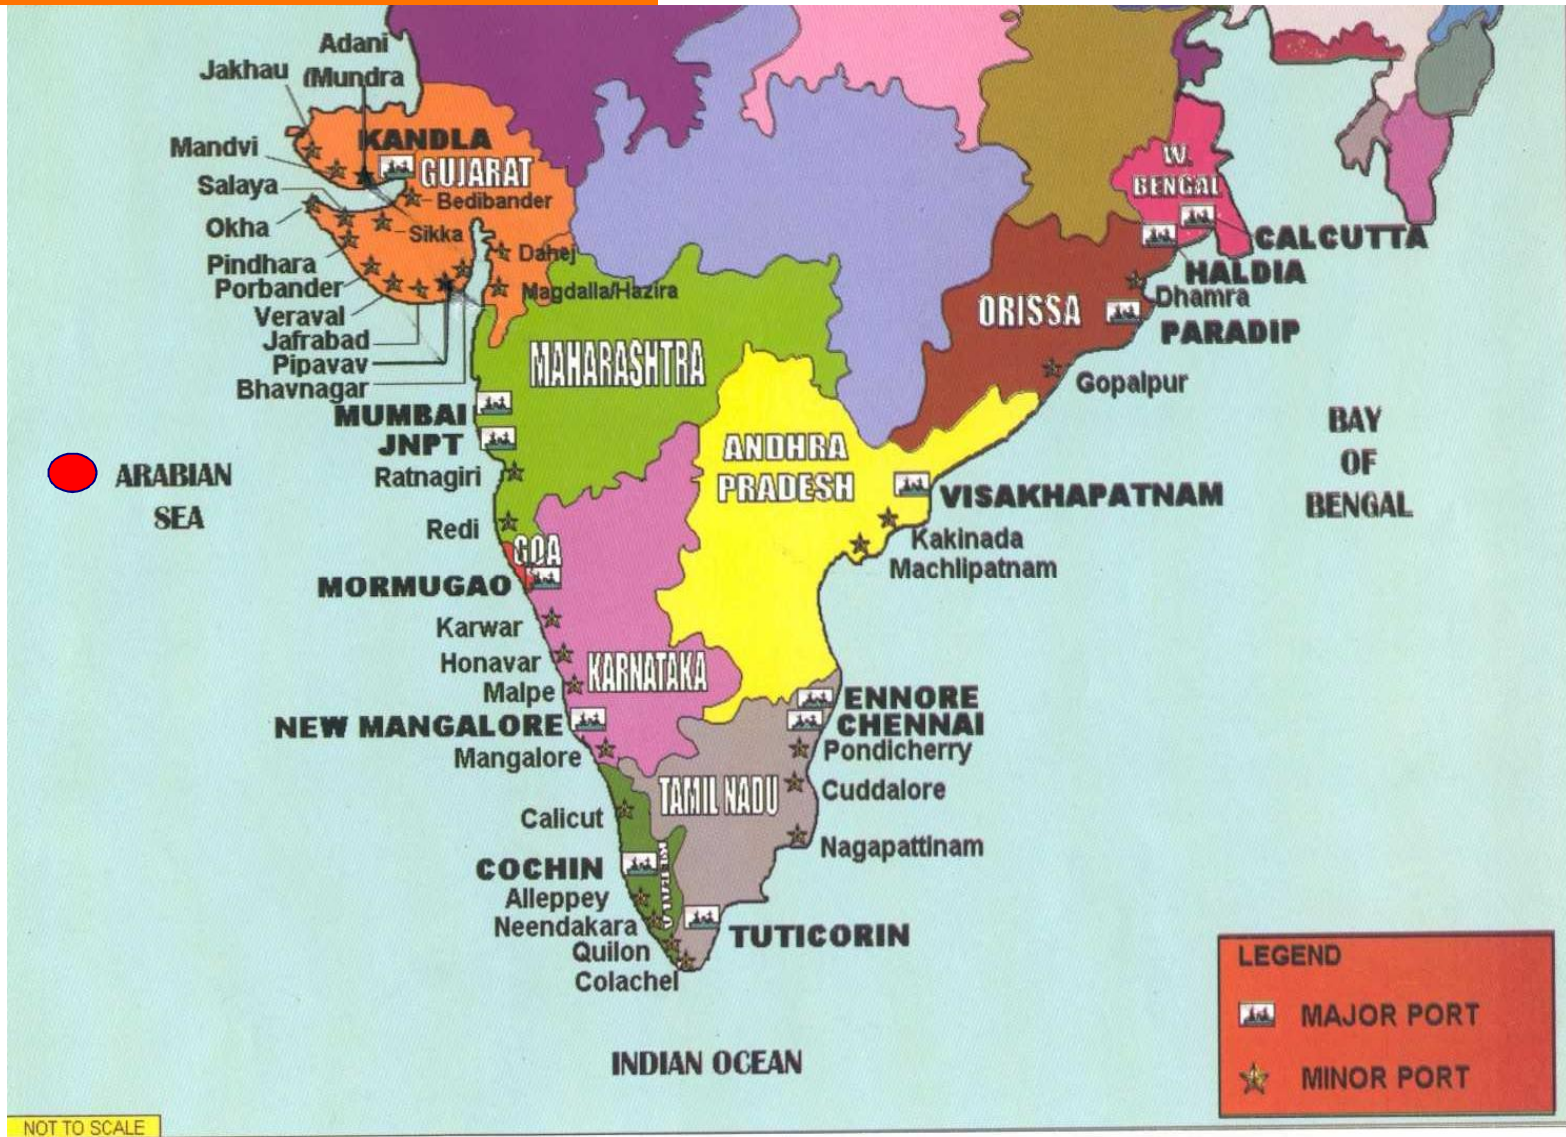 Adani
Jakhau
(Mundra
KANDLA
Mandvi
GUJARAT
Salaya
Bedibander
Okha
Sikka
Dahej
Pindhara
Porbander
Magdalla/Hazira
Veraval
Jafrabad
Pipavav
Bhavnagar
MAHARASHTRA
MUMBAI
JNPT
Ratnagiri
ARABIAN
SEA
Redi
GOA
MORMUGAO
Karwar
Honavar
Malpe
KARNATAKA
NEW MANGALORE
Mangalore
Calicut
COCHIN
KERALA
Alleppey
Neendakara
Quilon
Colachel
W.
BENGAL
CALCUTTA
HALDIA
Dhamra
ORISSA
PARADIP
Gopalpur
ANDHRA
PRADESH
VISAKHAPATNAM
Kakinada
Machlipatnam
BAY
OF
BENGAL
ENNORE
CHENNAI
Pondicherry
TAMIL NADU
Cuddalore
Nagapattinam
TUTICORIN
INDIAN OCEAN
LEGEND
MAJOR PORT
MINOR PORT
NOT TO SCALE